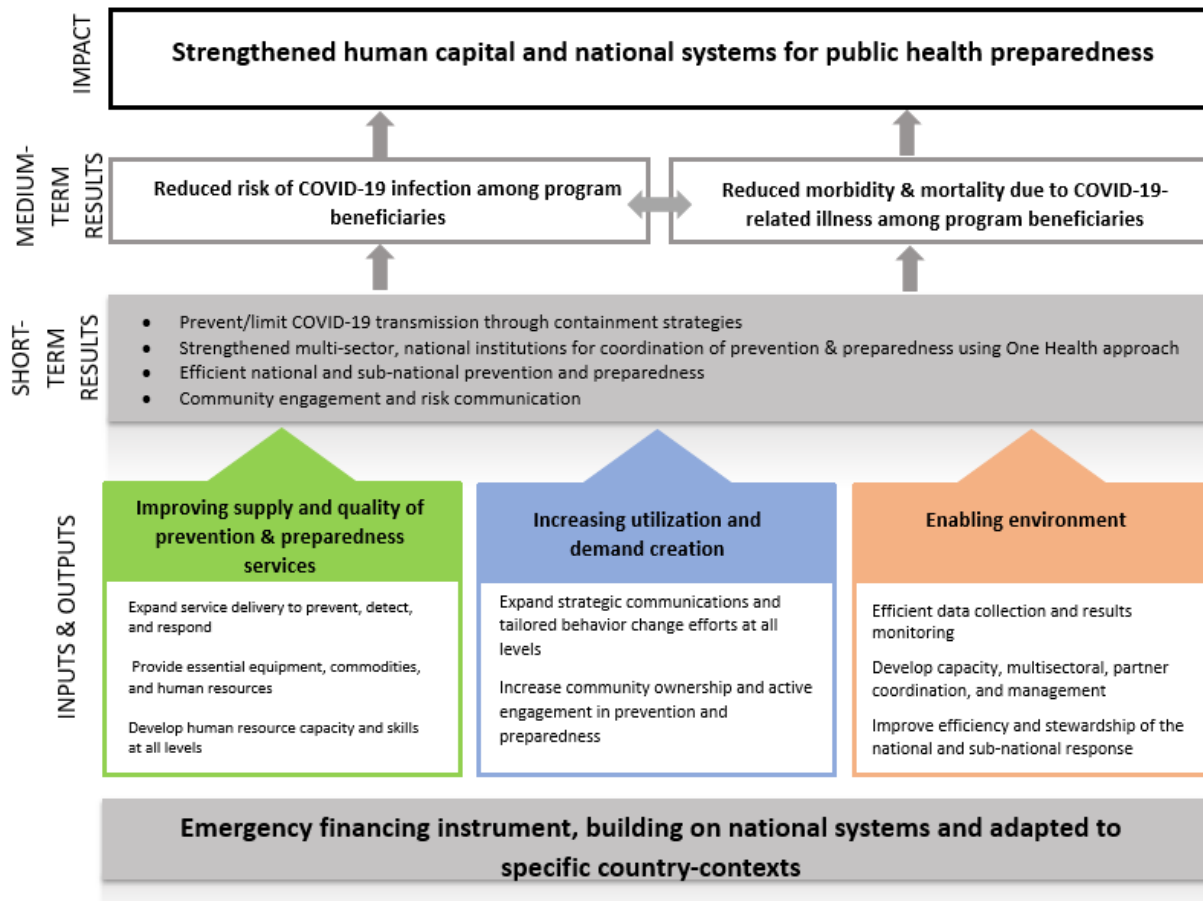 IMPACT
Strengthened human capital and national systems for public health preparedness
MEDIUM-
TERM
RESULTS
Reduced risk of COVID-19 infection among program
beneficiaries
Reduced morbidity & mortality due to COVID-19-
related illness among program beneficiaries
SHORT-
TERM
RESULTS
• Prevent/limit COVID-19 transmission through containment strategies
• Strengthened multi-sector, national institutions for coordination of prevention & preparedness using One Health approach
• Efficient national and sub-national prevention and preparedness
• Community engagement and risk communication
INPUTS & OUTPUTS
Improving supply and quality of
prevention & preparedness
services
Expand service delivery to prevent, detect,
and respond
Provide essential equipment, commodities,
and human resources
Develop human resource capacity and skills
at all levels
Increasing utilization and
demand creation
Expand strategic communications and
tailored behavior change efforts at all
levels
Increase community ownership and active
engagement in prevention and
preparedness
Enabling environment
Efficient data collection and results
monitoring
Develop capacity, multisectoral, partner
coordination, and management
Improve efficiency and stewardship of the
national and sub-national response
Emergency financing instrument, building on national systems and adapted to
specific country-contexts